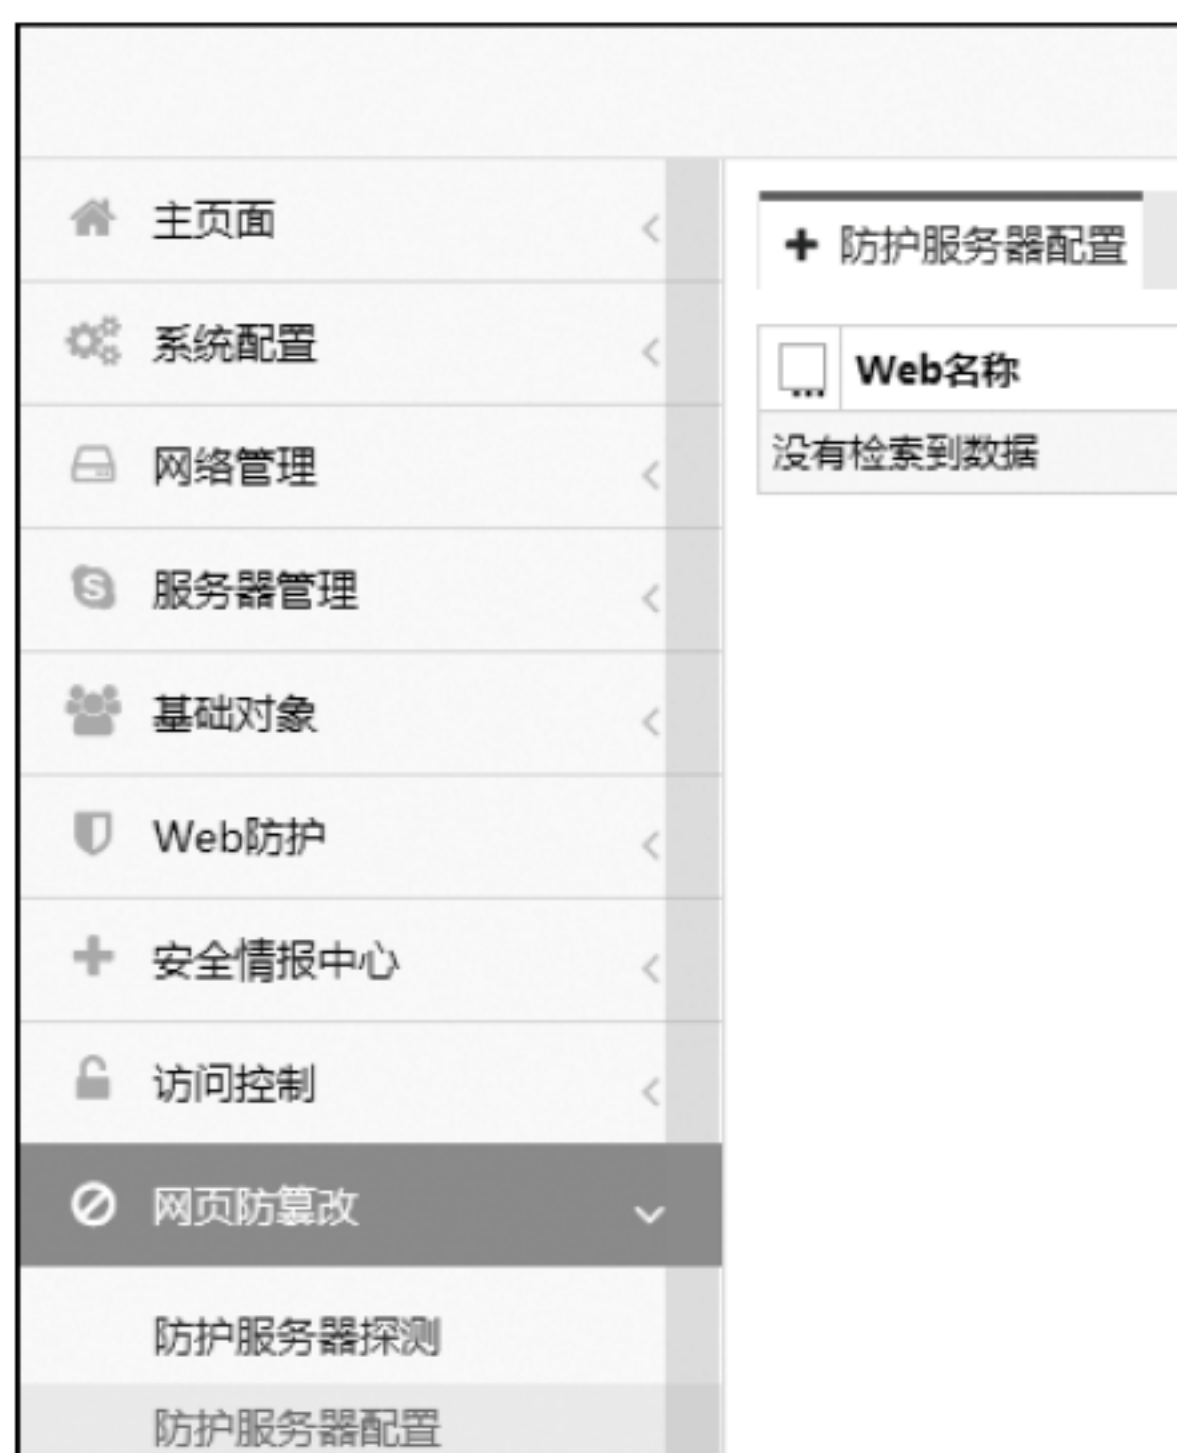 主页面
系统配置
网络管理
服务器管理
基础对象
Web防护
安全情报中心
访问控制
网页防篡改
防护服务器探测
防护服务器配置
+ 防护服务器配置
Web名称
没有检索到数据